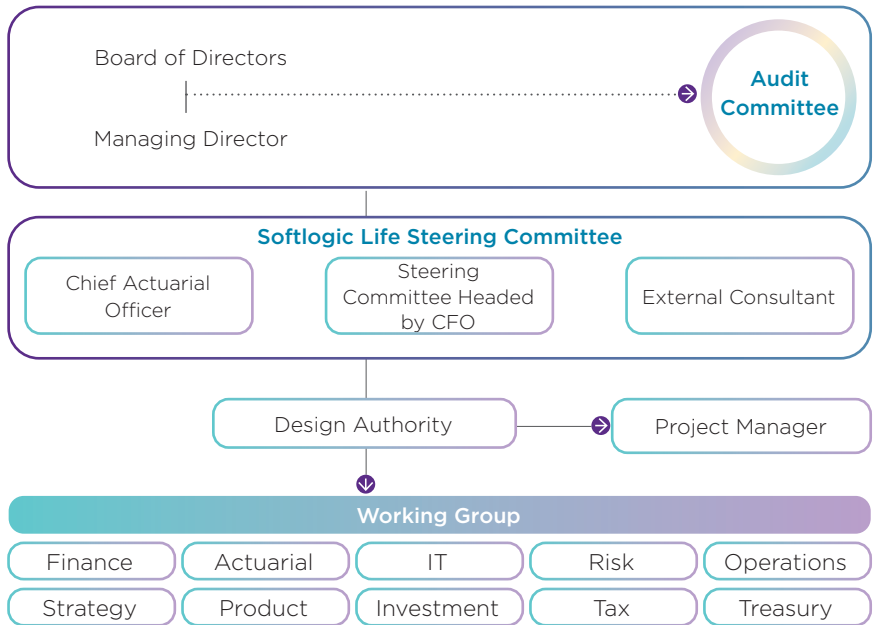 Board of Directors
Audit
Committee
Managing Director
Softlogic Life Steering Committee
Chief Actuarial
Officer
Steering
Committee Headed
by CFO
External Consultant
Design Authority
Project Manager
Working Group
Finance
Actuarial
IT
Risk
Operations
Strategy
Product
Investment
Tax
Treasury